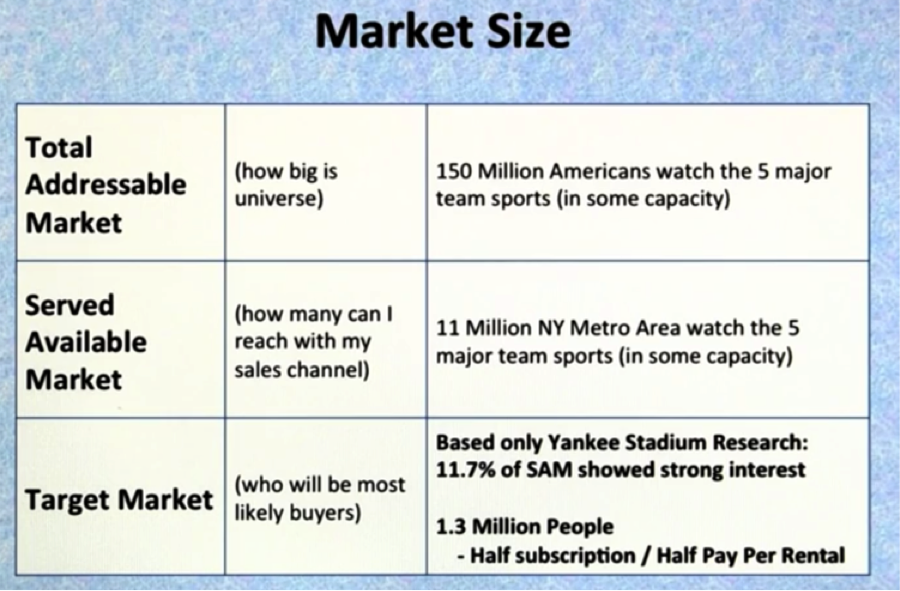 Market Size
Total
Addressable
Market
(how big is
universe)
150 Million Americans watch the 5 major
team sports (in some capacity)
Served
Available
Market
(how many can I
reach with my
sales channel)
11 Million NY Metro Area watch the 5
major team sports (in some capacity)
Target Market
(who will be most
likely buyers)
Based only Yankee Stadium Research:
11.7% of SAM showed strong interest
1.3 Million People
- Half subscription / Half Pay Per Rental